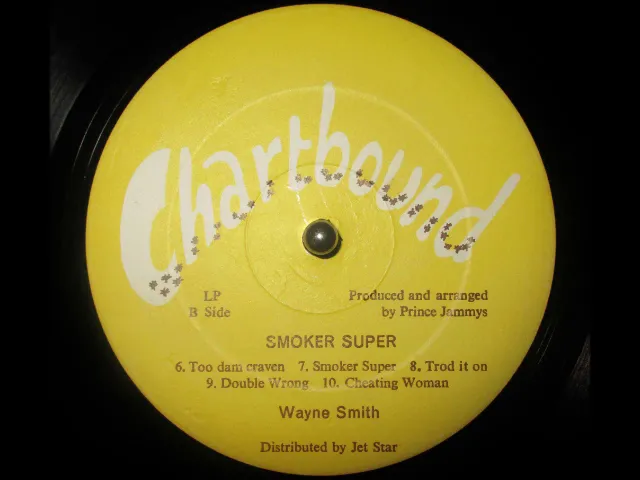 Chartbound
LP
B Side
Produced and arranged
by Prince Jammys
SMOKER SUPER
6. Too dam craven 7. Smoker Super 8. Trod it on
9. Double Wrong 10. Cheating Woman
Wayne Smith
Distributed by Jet Star